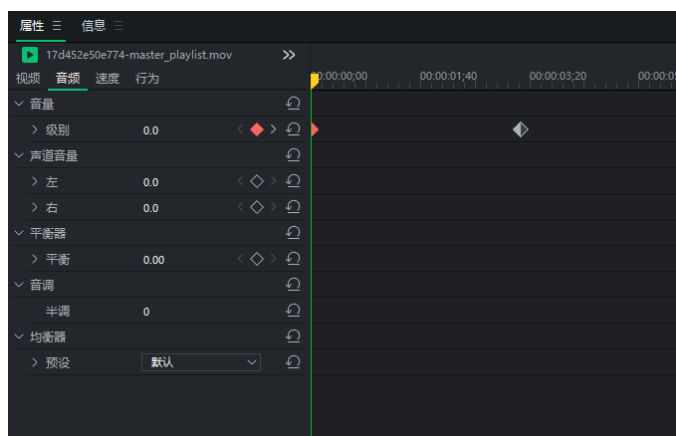 属性 信息
17d452e50e774-master_playlist.mov
视频 音频 速度 行为
00:00:00;00 00:00:01;40 00:00:03;20 00:00:0
音量
级别 0.0
声道音量
左 0.0
右 0.0
平衡器
平衡 0.00
音调
半调 0
均衡器
预设 默认